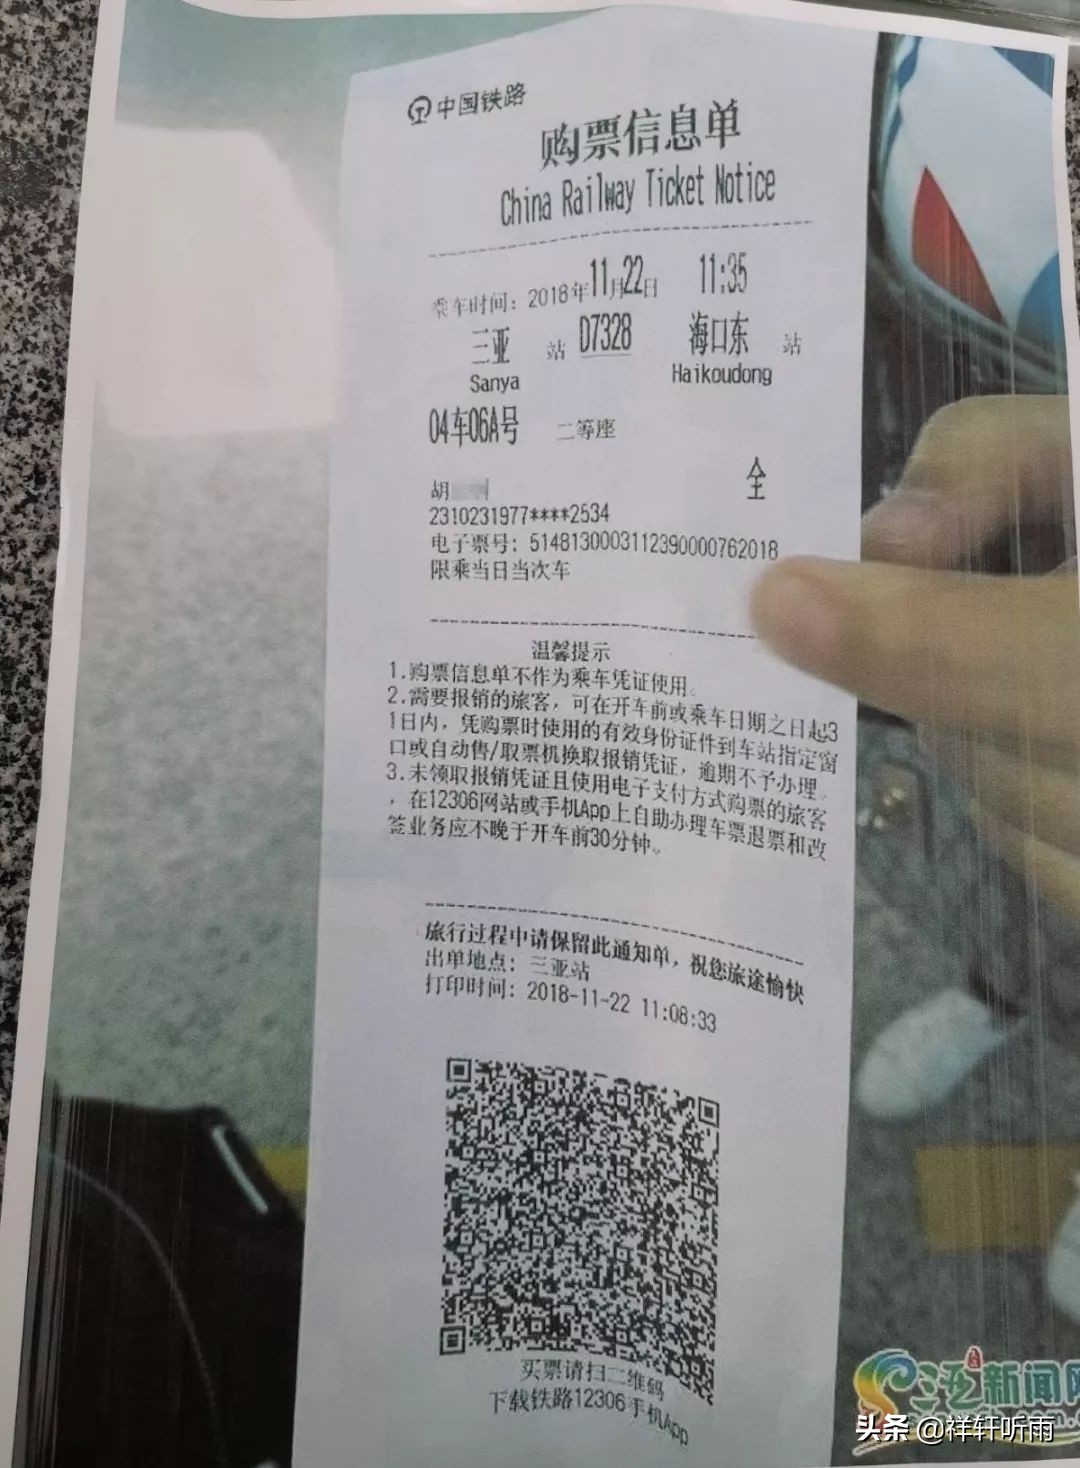 中国铁路
购票信息单
China Railway Ticket Notice
乘车时间：2018年11月22日 11:35
三亚 站 D7328 海口东 站
Sanya Haikoudong
04车06A号 二等座
全
胡
2310231977****2534
电子票号：5148130003112390000762018
限乘当日当次车
温馨提示
1.购票信息单不作为乘车凭证使用。
2.需要报销的旅客，可在开车前或乘车日期之日起3
1日内，凭购票时使用的有效身份证件到车站指定窗
口或自动售/取票机换取报销凭证，逾期不予办理。
3.未领取报销凭证且使用电子支付方式购票的旅客
，在12306网站或手机App上自助办理车票退票和改
签业务应不晚于开车前30分钟。
旅行过程中请保留此通知单，祝您旅途愉快
出单地点：三亚站
打印时间：2018-11-22 11:08:33
买票请扫二维码
下载铁路12306手机App
新闻网
头条 @祥轩听雨